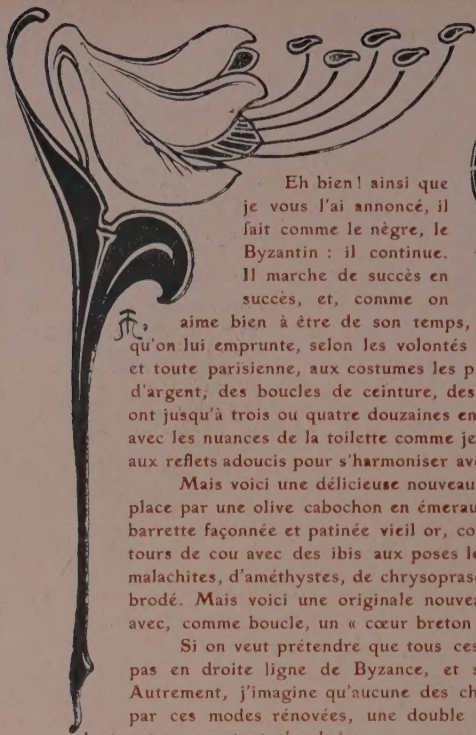 Eh bien! ainsi que
je vous l'ai annoncé, il
fait comme le nègre, le
Byzantin : il continue.
Il marche de succès en
succès, et, comme on
aime bien à être de son temps,
qu'on lui emprunte, selon les volontés
et toute parisienne, aux costumes les p
d'argent, des boucles de ceinture, des
ont jusqu'à trois ou quatre douzaines en
avec les nuances de la toilette comme je
aux reflets adoucis pour s'harmoniser av
Mais voici une délicieuse nouveau
place par une olive cabochon en émerau
barrette façonnée et patinée vieil or, co
tours de cou avec des ibis aux poses le
malachites, d'améthystes, de chrysopras
brodé. Mais voici une originale nouve
avec, comme boucle, un « cœur breton
Si on veut prétendre que tous ces
pas en droite ligne de Byzance, et s
Autrement, j'imagine qu'aucune des ch
par ces modes rénovées, une double